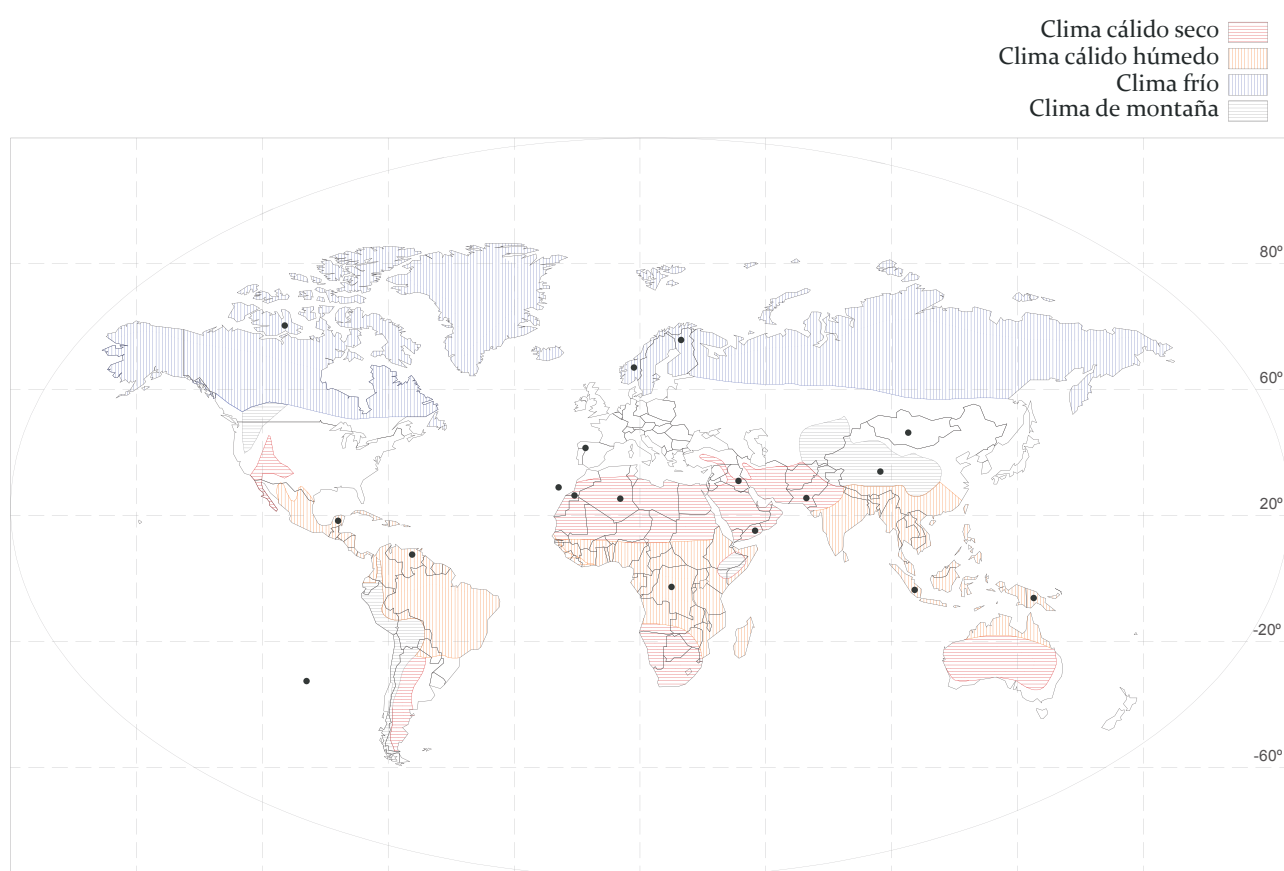 Clima cálido seco
Clima cálido húmedo
Clima frío
Clima de montaña
80º
60º
20º
-20º
-60º